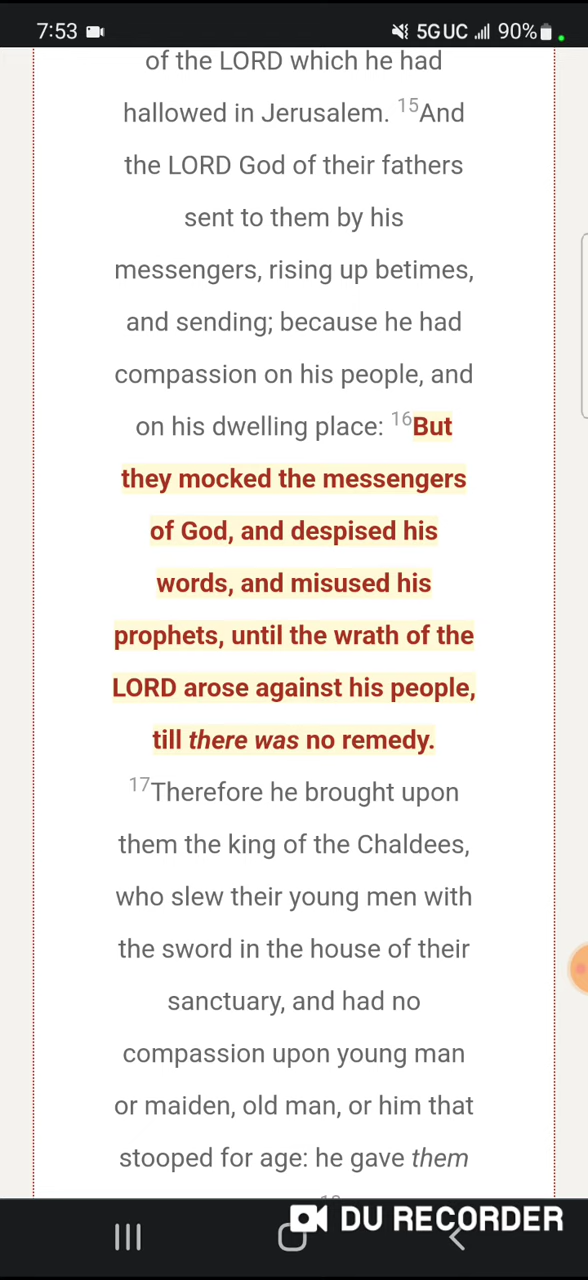 7:53 5GUC 90%
of the LORD which he had
hallowed in Jerusalem. 15And
the LORD God of their fathers
sent to them by his
messengers, rising up betimes,
and sending; because he had
compassion on his people, and
on his dwelling place: 16But
they mocked the messengers
of God, and despised his
words, and misused his
prophets, until the wrath of the
LORD arose against his people,
till there was no remedy.
17Therefore he brought upon
them the king of the Chaldees,
who slew their young men with
the sword in the house of their
sanctuary, and had no
compassion upon young man
or maiden, old man, or him that
stooped for age: he gave them
DU RECORDER